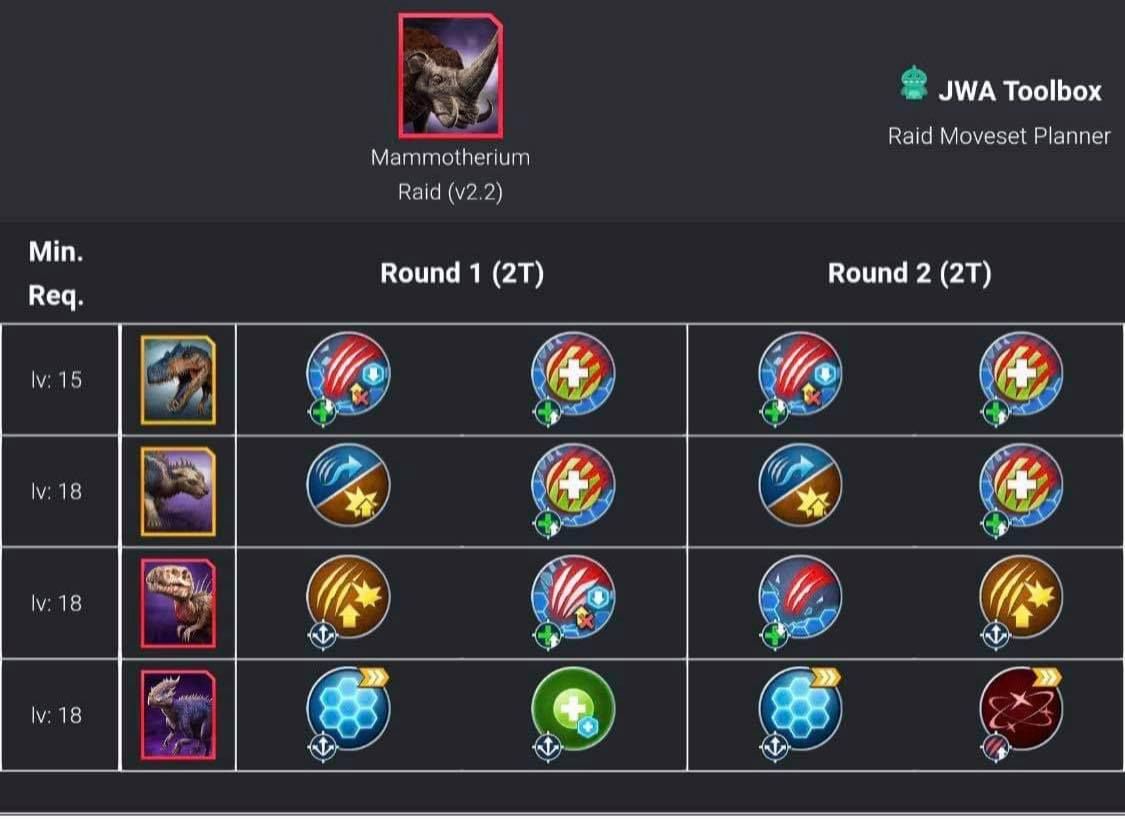 JWA Toolbox
Raid Moveset Planner
Mammotherium
Raid (v2.2)
Min.
Req.
Round 1 (2T)
Round 2 (2T)
lv: 15
lv: 18
lv: 18
lv: 18